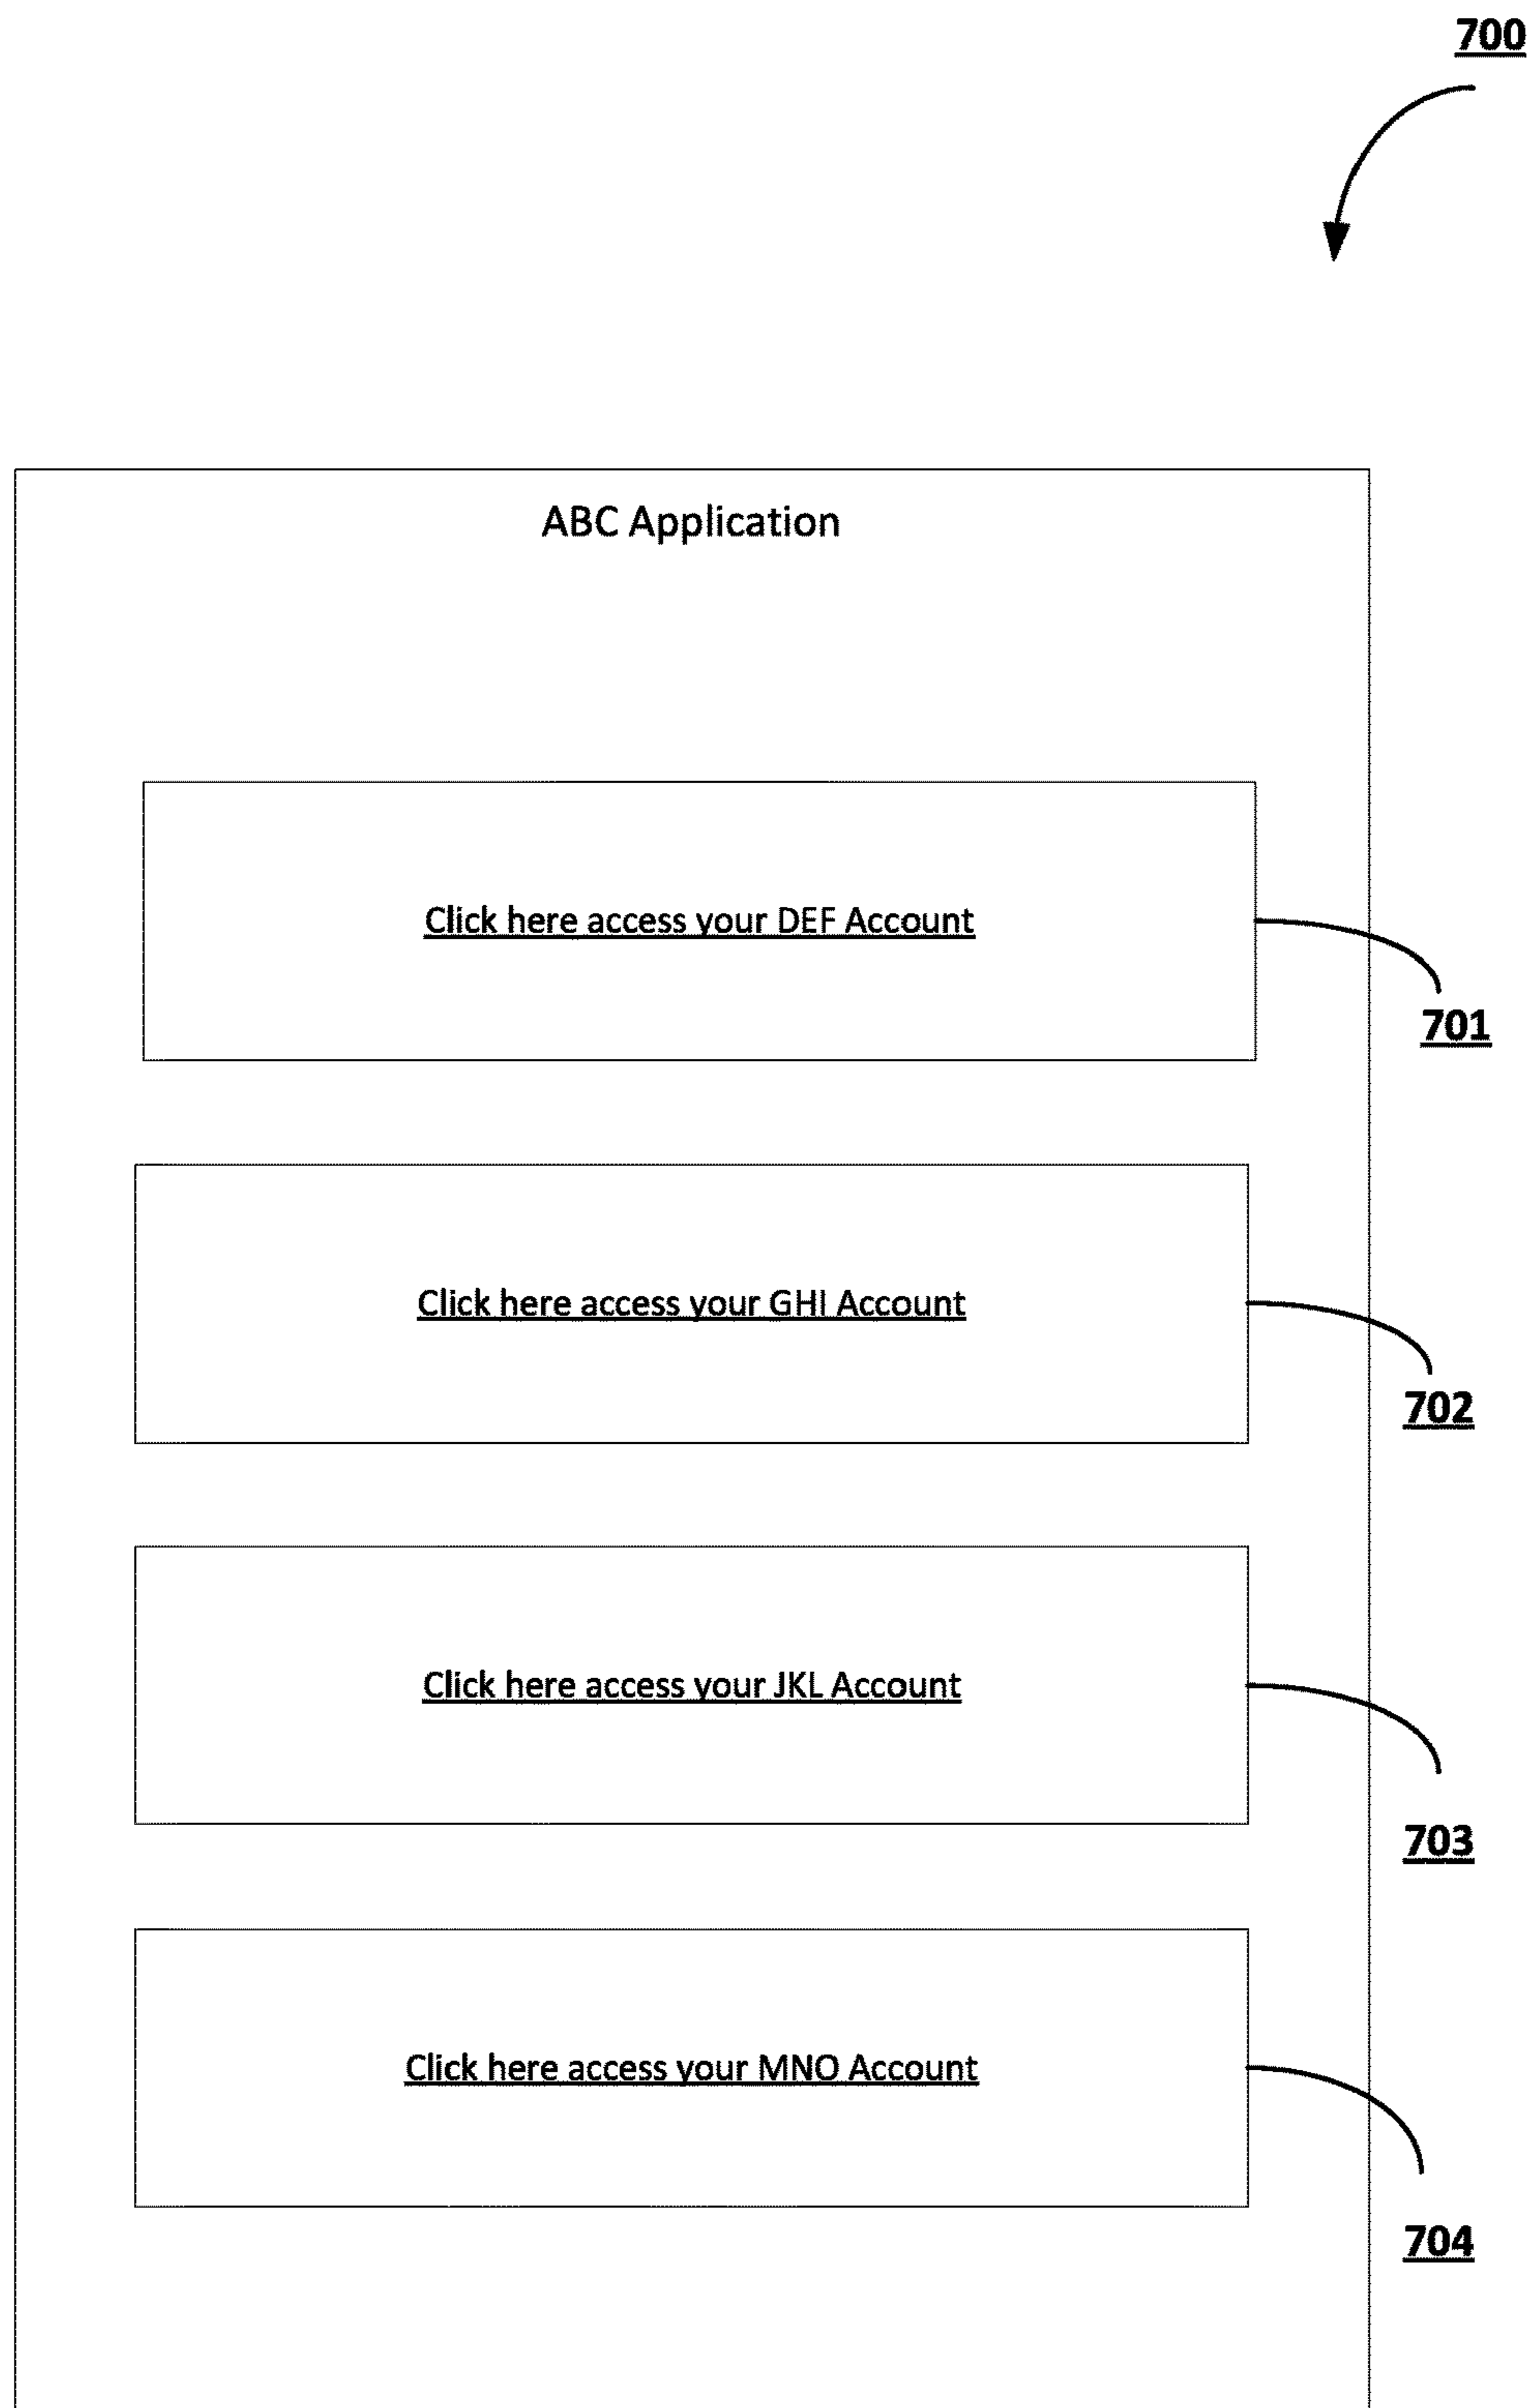 700
ABC Application
Click here access your DEF Account
701
Click here access your GHI Account
702
Click here access your JKL Account
703
Click here access your MNO Account
704